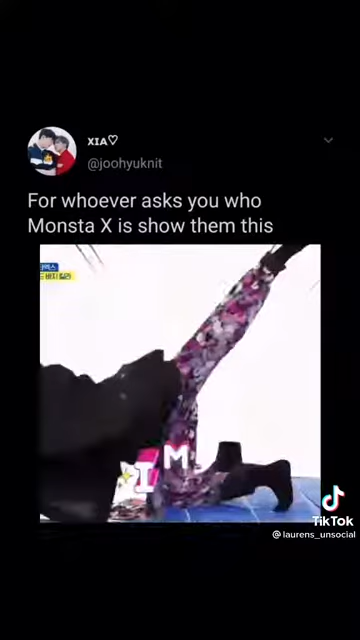 XIA♡
@joohyuknit
For whoever asks you who
Monsta X is show them this
I.M
TikTok
@laurens_unsocial